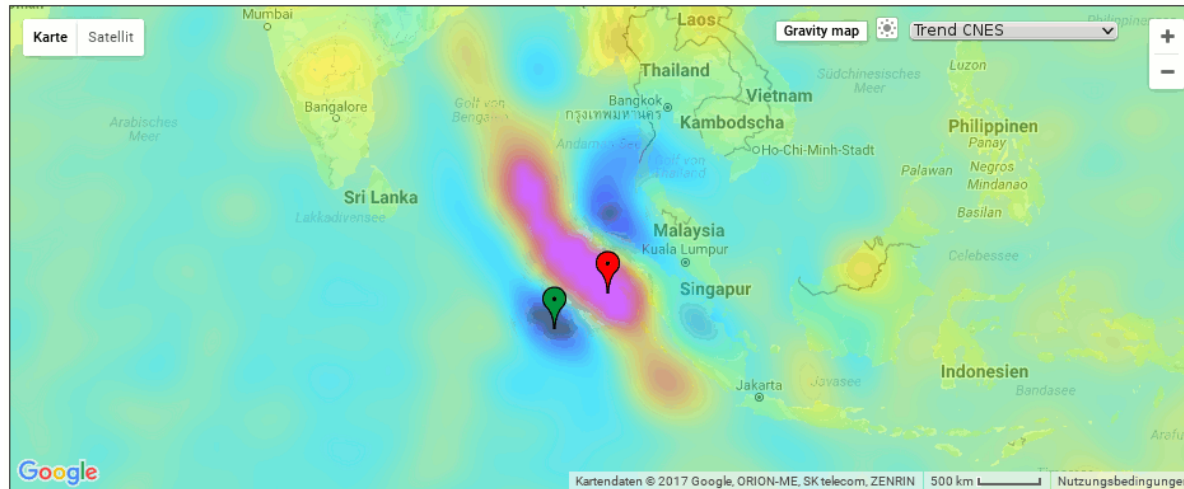 Mumbai
Laos
Philippinensee
Karte
Satellit
Gravity map
Trend CNES
+
−
Luzon
Thailand
Südchinesisches
Meer
Vietnam
Bangkok
กรุงเทพมหานคร
Golf von
Bengalen
Bangalore
Arabisches
Meer
Kambodscha
Philippinen
Panay
Andamanen-See
Ho-Chi-Minh-Stadt
Golf von
Thailand
Negros
Palawan
Mindanao
Sri Lanka
Lakkadivensee
Basilan
Malaysia
Kuala Lumpur
Celebessee
Singapur
Indonesien
Jakarta
Javasee
Bandasee
Google
Kartendaten © 2017 Google, ORION-ME, SK telecom, ZENRIN
500 km
Nutzungsbedingungen